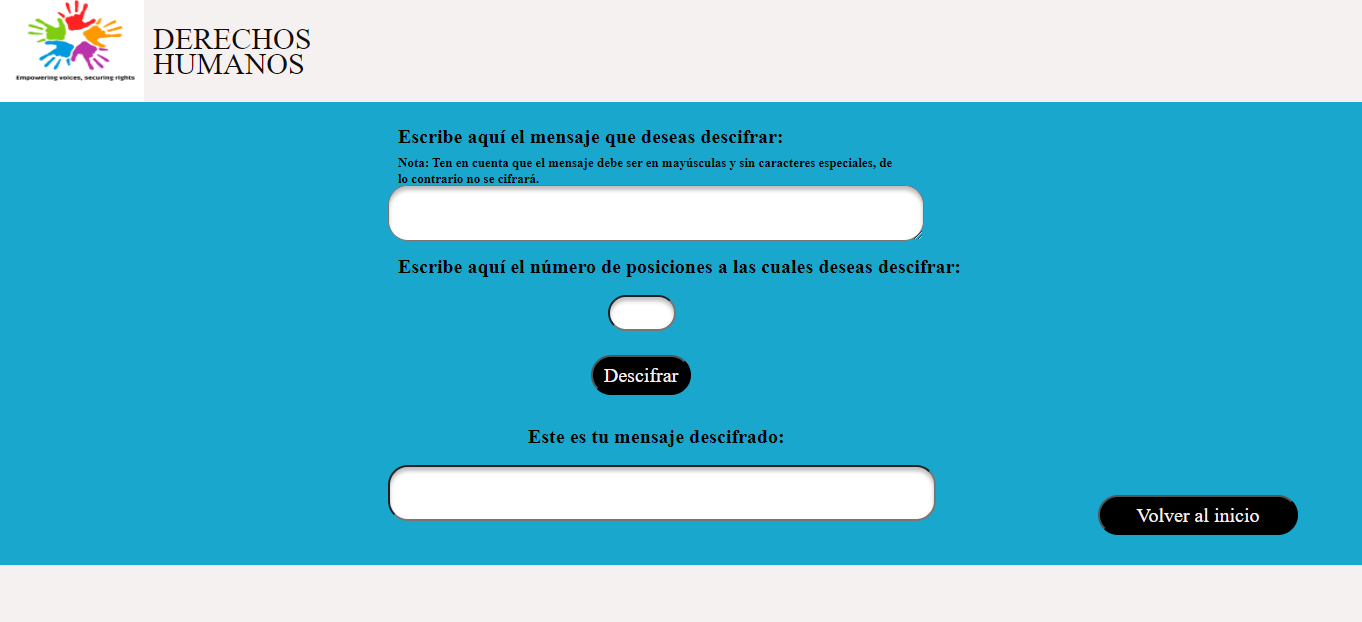 DERECHOS
HUMANOS
Empowering voices, securing rights
Escribe aquí el mensaje que deseas descifrar:
Nota: Ten en cuenta que el mensaje debe ser en mayúsculas y sin caracteres especiales, de
lo contrario no se cifrará.
Escribe aquí el número de posiciones a las cuales deseas descifrar:
Descifrar
Este es tu mensaje descifrado:
Volver al inicio